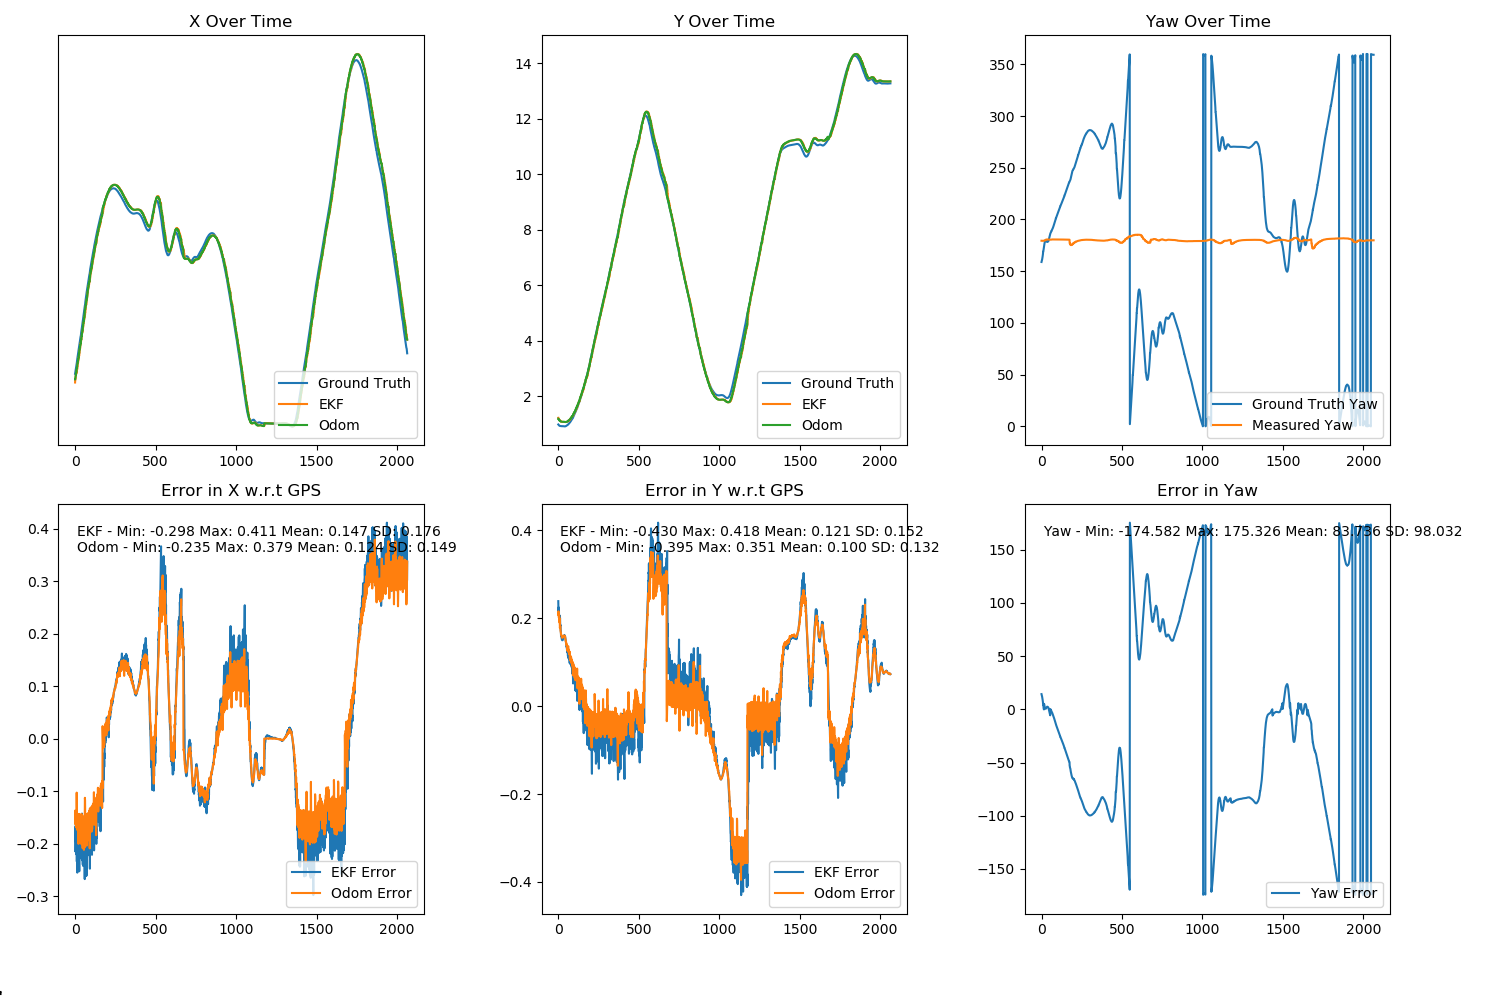 X Over Time
0
500
1000
1500
2000
Ground Truth
EKF
Odom
Y Over Time
14
12
10
8
6
4
2
0
500
1000
1500
2000
Ground Truth
EKF
Odom
Yaw Over Time
350
300
250
200
150
100
50
0
0
500
1000
1500
2000
Ground Truth Yaw
Measured Yaw
Error in X w.r.t GPS
EKF - Min: -0.298 Max: 0.411 Mean: 0.147 SD: 0.176
Odom - Min: -0.235 Max: 0.379 Mean: 0.124 SD: 0.149
0.4
0.3
0.2
0.1
0.0
−0.1
−0.2
−0.3
0
500
1000
1500
2000
EKF Error
Odom Error
Error in Y w.r.t GPS
EKF - Min: -0.430 Max: 0.418 Mean: 0.121 SD: 0.152
Odom - Min: -0.395 Max: 0.351 Mean: 0.100 SD: 0.132
0.4
0.2
0.0
−0.2
−0.4
0
500
1000
1500
2000
EKF Error
Odom Error
Error in Yaw
Yaw - Min: -174.582 Max: 175.326 Mean: 83.736 SD: 98.032
150
100
50
0
−50
−100
−150
0
500
1000
1500
2000
Yaw Error